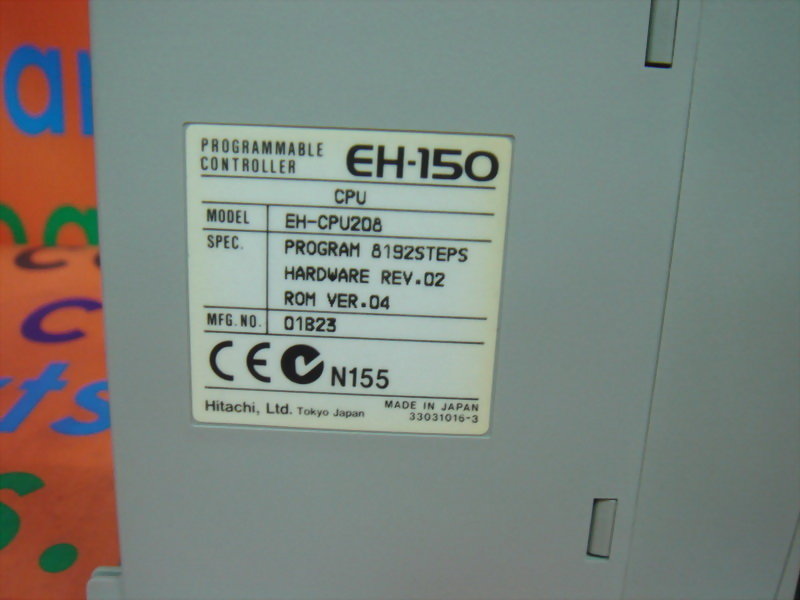 PROGRAMMABLE
CONTROLLER
EH-150
CPU
MODEL EH-CPU208
SPEC. PROGRAM 8192STEPS
HARDWARE REV.02
ROM VER.04
MFG.NO. 01B23
CE N155
Hitachi, Ltd. Tokyo Japan
MADE IN JAPAN
33031016-3